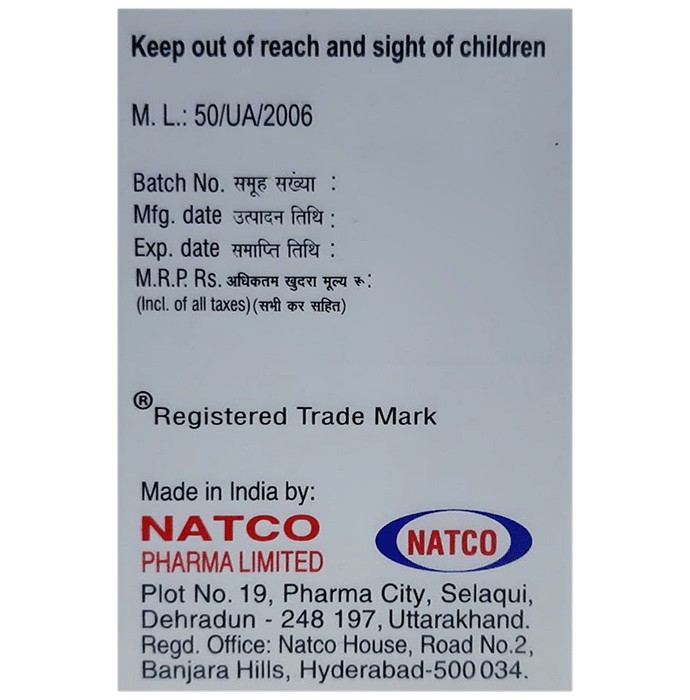 Keep out of reach and sight of children
M. L.: 50/UA/2006
Batch No. समूह सख्या :
Mfg. date उत्पादन तिथि :
Exp. date समाप्ति तिथि :
M.R.P. Rs. अधिकतम खुदरा मूल्य रू:
(Incl. of all taxes) (सभी कर सहित)
® Registered Trade Mark
Made in India by:
NATCO
PHARMA LIMITED
NATCO
Plot No. 19, Pharma City, Selaqui,
Dehradun - 248 197, Uttarakhand.
Regd. Office: Natco House, Road No.2,
Banjara Hills, Hyderabad-500 034.